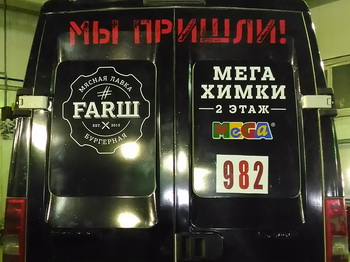 МЫ ПРИШЛИ!
МЯСНАЯ ЛАВКА
#
FARШ
EST. 2013
БУРГЕРНАЯ
МЕГА
ХИМКИ
2 ЭТАЖ
MEGA
982